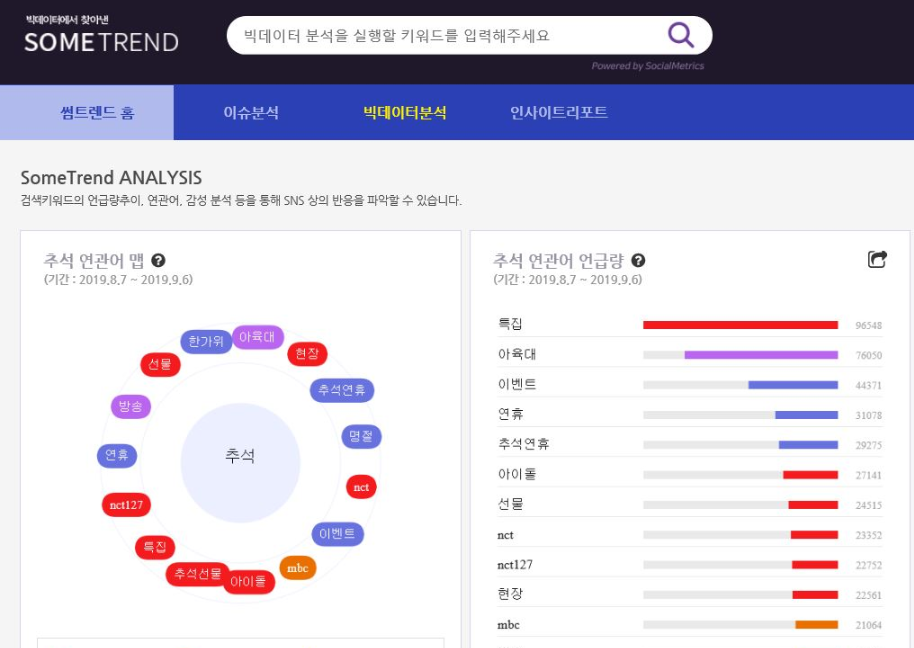 빅데이터에서 찾아낸
SOMETREND
빅데이터 분석을 실행할 키워드를 입력해주세요
Powered by SocialMetrics
썸트렌드 홈
이슈분석
빅데이터분석
인사이트리포트
SomeTrend ANALYSIS
검색키워드의 언급량추이, 연관어, 감성 분석 등을 통해 SNS 상의 반응을 파악할 수 있습니다.
추석 연관어 맵 ?
(기간 : 2019.8.7 ~ 2019.9.6)
한가위
아육대
선물
현장
추석연휴
방송
명절
연휴
추석
nct
nct127
이벤트
특집
mbc
추석선물
아이돌
추석 연관어 언급량 ?
(기간 : 2019.8.7 ~ 2019.9.6)
특집 96548
아육대 76050
이벤트 44371
연휴 31078
추석연휴 29275
아이돌 27141
선물 24515
nct 23352
nct127 22752
현장 22561
mbc 21064